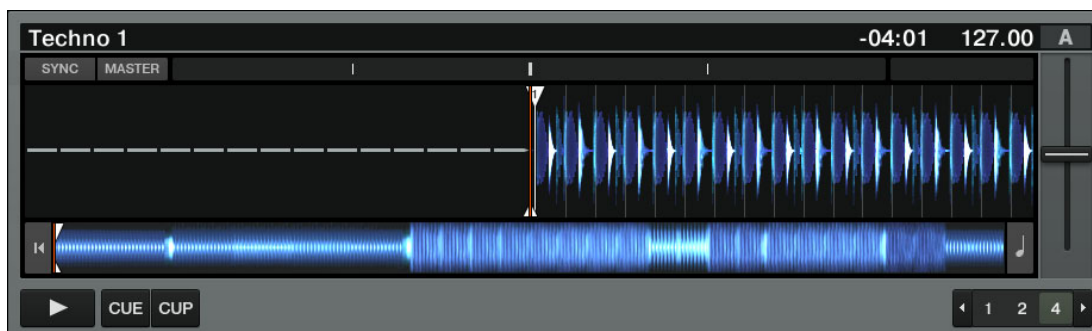 Techno 1 -04:01 127.00 A
SYNC MASTER
1
CUE CUP 1 2 4